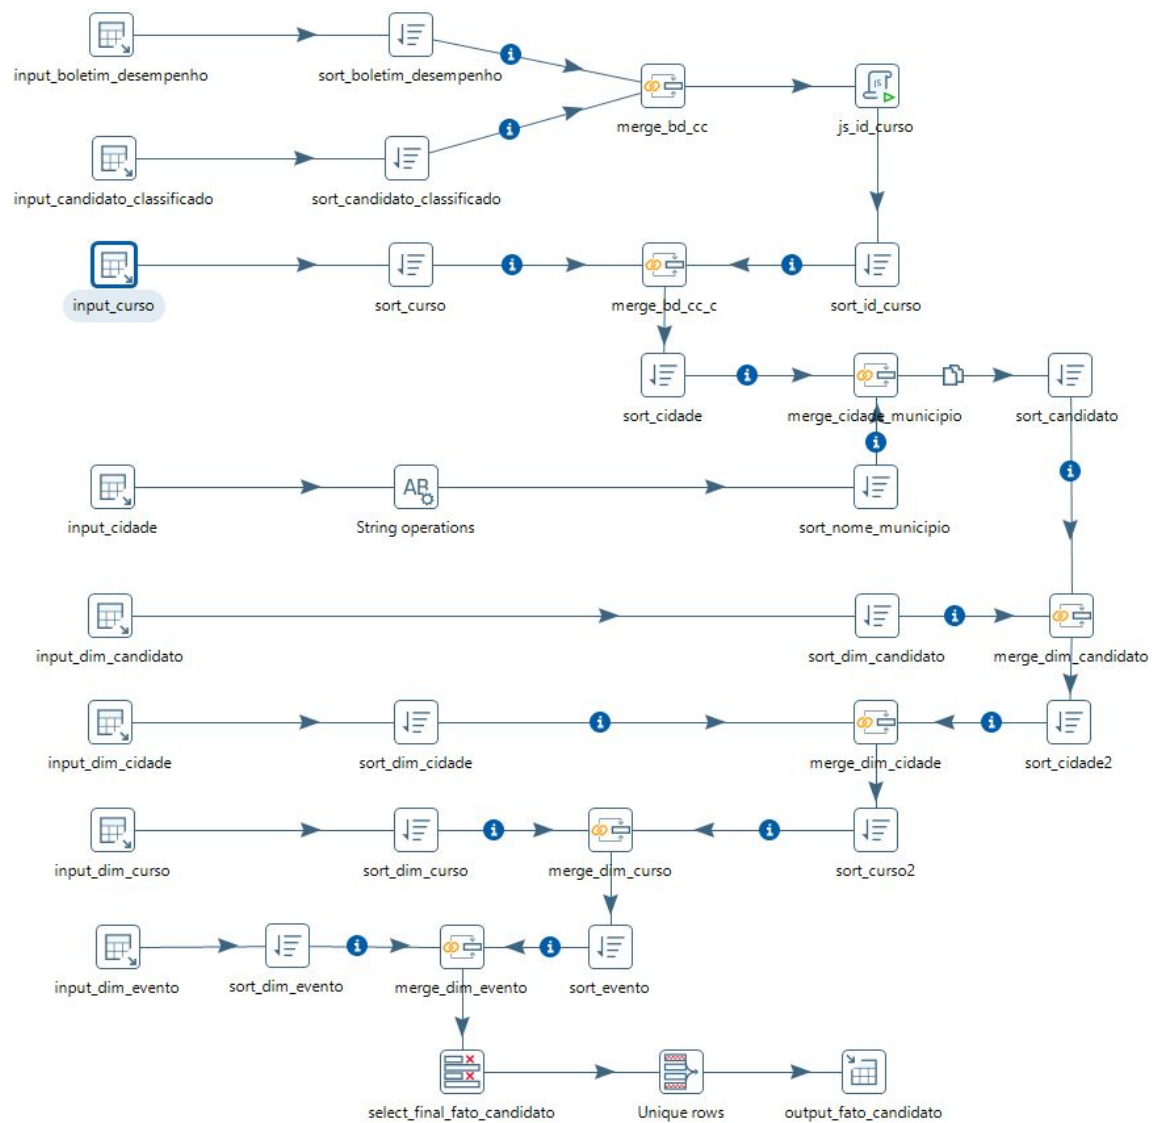 input_boletim_desempenho
sort_boletim_desempenho
merge_bd_cc
js_id_curso
input_candidato_classificado
sort_candidato_classificado
input_curso
sort_curso
merge_bd_cc_c
sort_id_curso
sort_cidade
merge_cidade_municipio
sort_candidato
input_cidade
String operations
sort_nome_municipio
input_dim_candidato
sort_dim_candidato
merge_dim_candidato
input_dim_cidade
sort_dim_cidade
merge_dim_cidade
sort_cidade2
input_dim_curso
sort_dim_curso
merge_dim_curso
sort_curso2
input_dim_evento
sort_dim_evento
merge_dim_evento
sort_evento
select_final_fato_candidato
Unique rows
output_fato_candidato